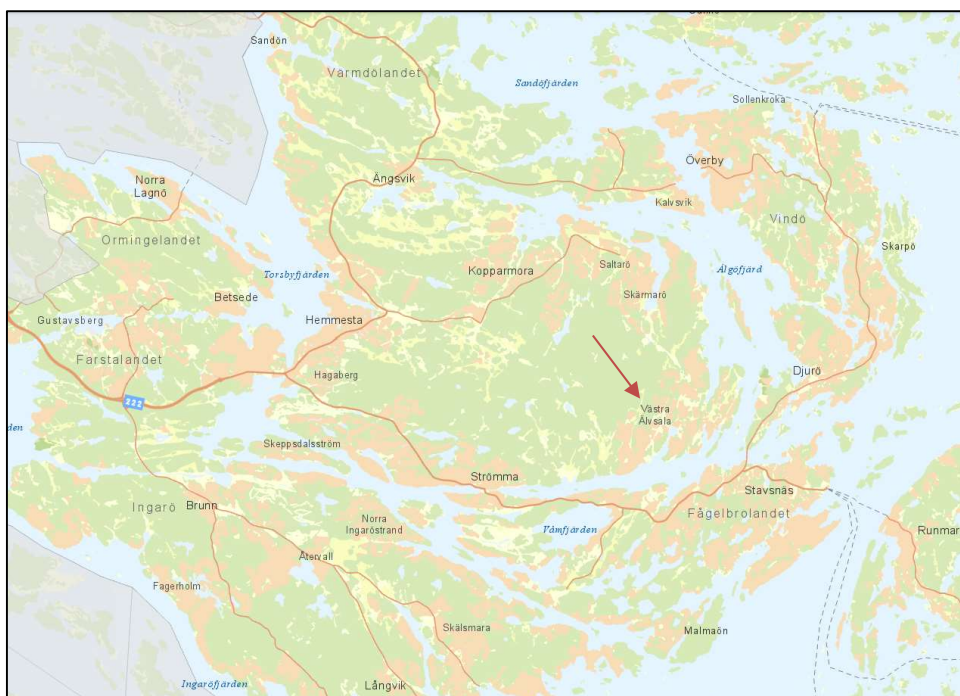 Sandön
Värmdölandet
Sandöfjärden
Sollenkroka
Överby
Ängsvik
Norra
Lagnö
Kalvsvik
Vindö
Ormingelandet
Skarpö
Saltarö
Kopparmora
Torsbyfjärden
Älgöfjärd
Skärmarö
Betsede
Gustavsberg
Hemmesta
Farstalandet
Hagaberg
Djurö
222
Västra
Älvsala
den
Skeppsdalsström
Strömma
Stavsnäs
Ingarö
Brunn
Fågelbrolandet
Norra
Ingaröstrand
Runmar
Återvall
Fagerholm
Skälsmara
Malmaön
Ingaröfjärden
Långvik